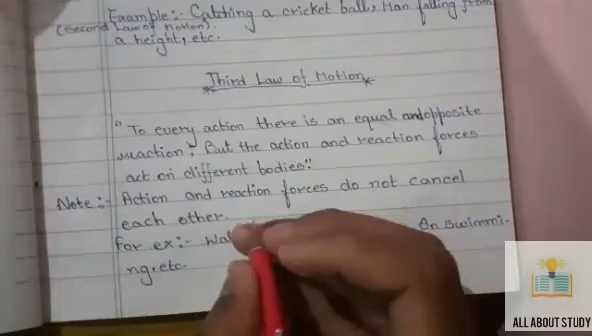 Example:- Catching a cricket ball, Man falling from
(Second Law of Motion)
a height, etc.
Third Law of Motion
"To every action there is an equal and opposite
reaction", But the action and reaction forces
act on different bodies".
Note:- Action and reaction forces do not cancel
each other.
for ex:- An swimmi-
ng, etc.
ALL ABOUT STUDY